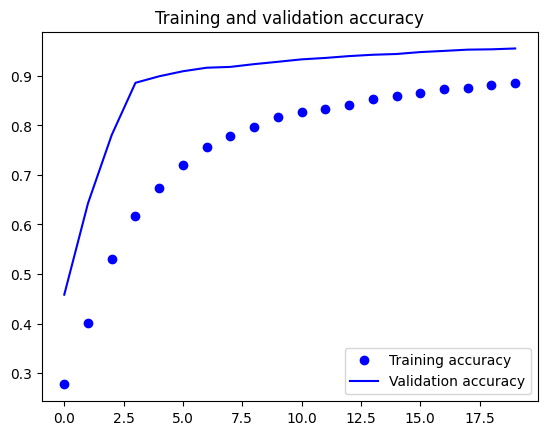 Training and validation accuracy
0.9
0.8
0.7
0.6
0.5
0.4
0.3
Training accuracy
Validation accuracy
0.0 2.5 5.0 7.5 10.0 12.5 15.0 17.5